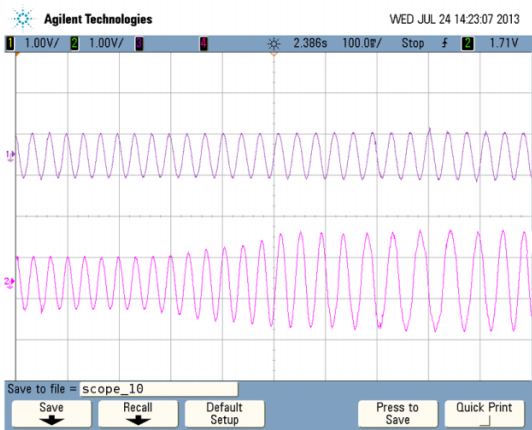 Agilent Technologies WED JUL 24 14:23:07 2013
1 1.00V/ 2 1.00V/ 3 4 2.386s 100.0ms/ Stop 2 1.71V
1
2
Save to file = scope_10
Save Recall Default Setup Press to Save Quick Print